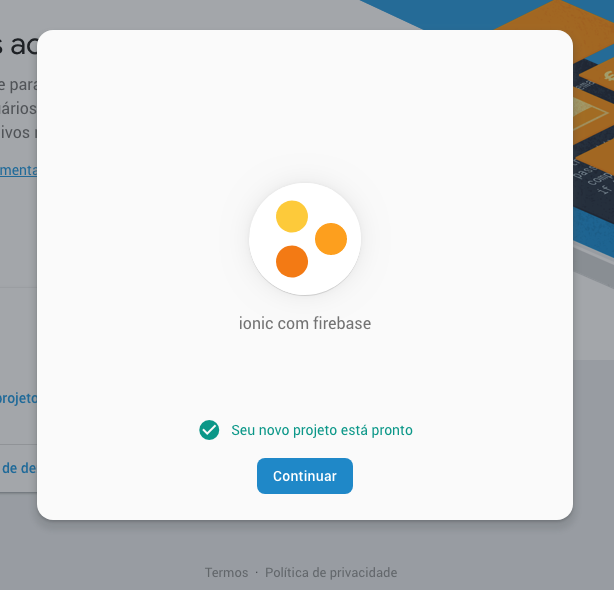 s ac
e para
ários
ivos
menta
ionic com firebase
projeto
Seu novo projeto está pronto
de de
Continuar
Termos · Política de privacidade